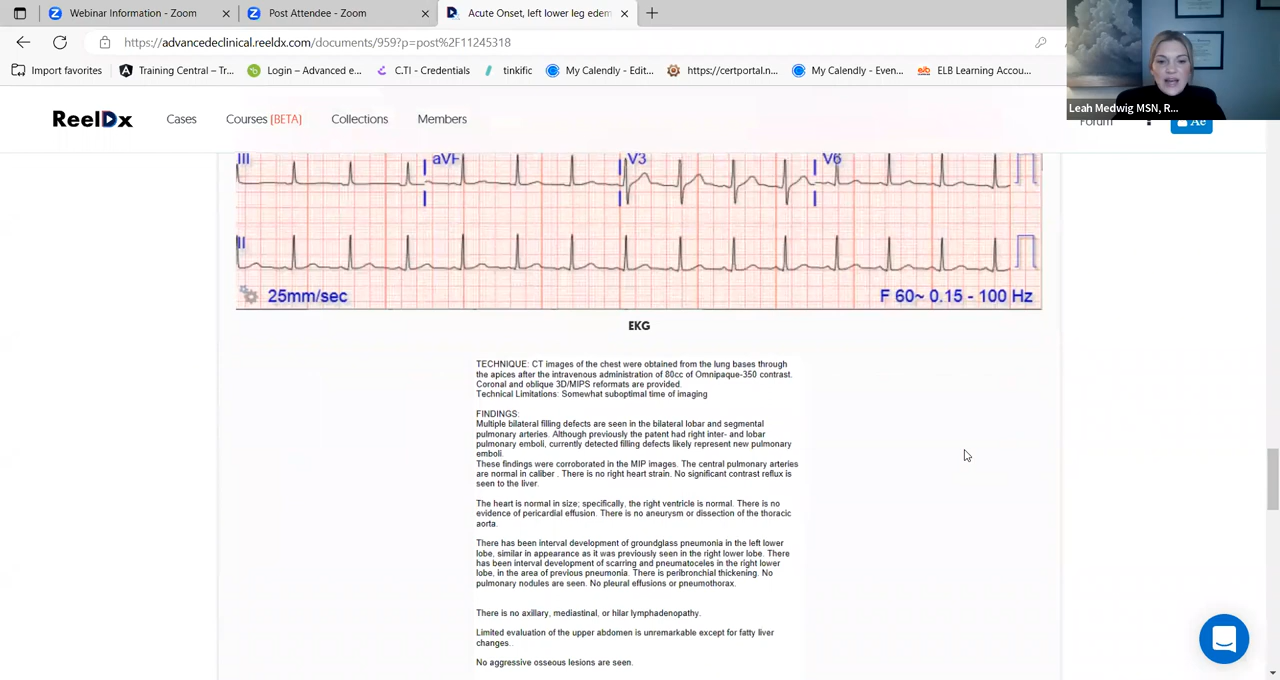 Webinar Information - Zoom
Post Attendee - Zoom
Acute Onset, left lower leg edem
https://advancedclinical.reeldx.com/documents/959?p=post%2F11245318
Import favorites
Training Central – Tr...
Login – Advanced e...
C.TI - Credentials
tinkific
My Calendly - Edit...
https://certportal.n...
My Calendly - Even...
ELB Learning Accou...
Leah Medwig MSN, R...
ReelDx
Cases
Courses [BETA]
Collections
Members
Forum
Ae
III
aVF
V3
V6
II
25mm/sec
F 60~ 0.15 - 100 Hz
EKG
TECHNIQUE: CT images of the chest were obtained from the lung bases through
the apices after the intravenous administration of 80cc of Omnipaque-350 contrast.
Coronal and oblique 3D/MIPS reformats are provided.
Technical Limitations: Somewhat suboptimal time of imaging
FINDINGS:
Multiple bilateral filling defects are seen in the bilateral lobar and segmental
pulmonary arteries. Although previously the patent had right inter- and lobar
pulmonary emboli, currently detected filling defects likely represent new pulmonary
emboli.
These findings were corroborated in the MIP images. The central pulmonary arteries
are normal in caliber . There is no right heart strain. No significant contrast reflux is
seen to the liver.
The heart is normal in size; specifically, the right ventricle is normal. There is no
evidence of pericardial effusion. There is no aneurysm or dissection of the thoracic
aorta.
There has been interval development of groundglass pneumonia in the left lower
lobe, similar in appearance as it was previously seen in the right lower lobe. There
has been interval development of scarring and pneumatoceles in the right lower
lobe, in the area of previous pneumonia. There is peribronchial thickening. No
pulmonary nodules are seen. No pleural effusions or pneumothorax.
There is no axillary, mediastinal, or hilar lymphadenopathy.
Limited evaluation of the upper abdomen is unremarkable except for fatty liver
changes..
No aggressive osseous lesions are seen.